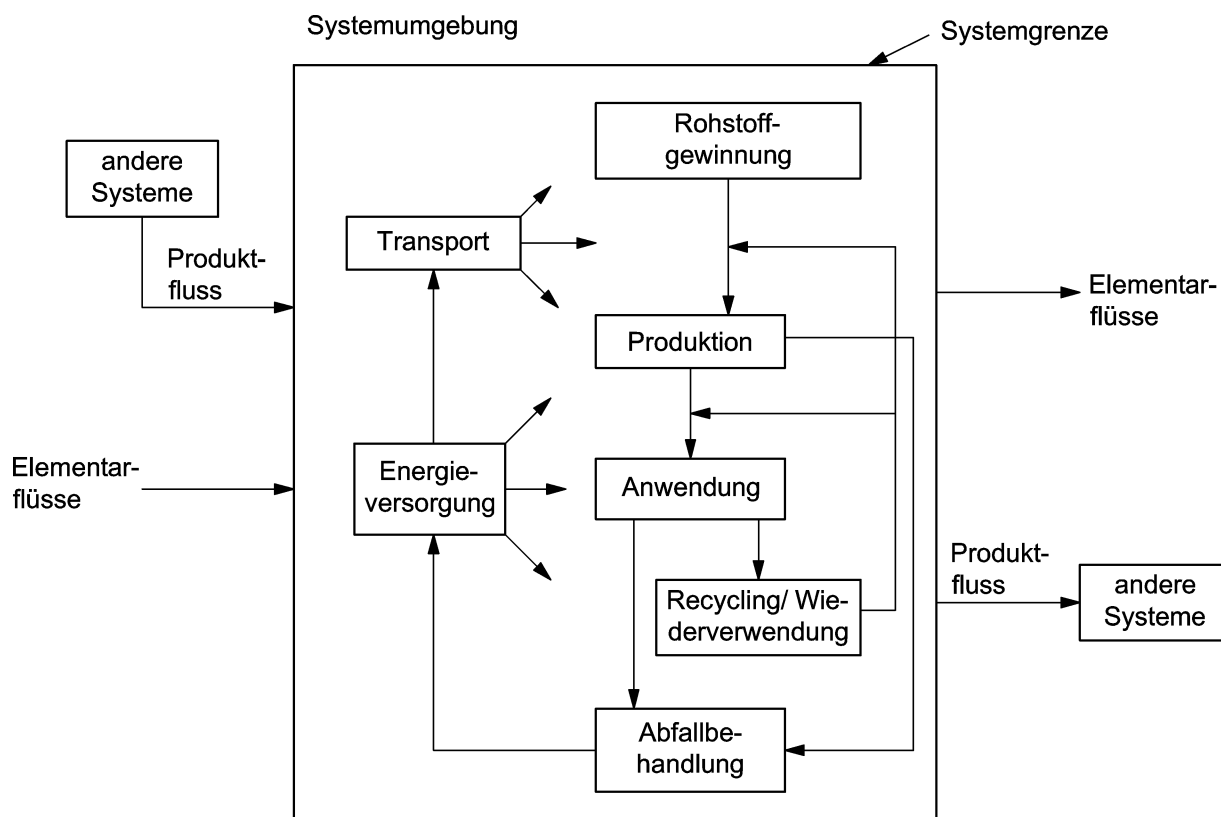 Systemumgebung
Systemgrenze
Rohstoff-
gewinnung
andere
Systeme
Transport
Produkt-
fluss
Elementar-
flüsse
Produktion
Elementar-
flüsse
Energie-
versorgung
Anwendung
Produkt-
fluss
andere
Systeme
Recycling/ Wie-
derverwendung
Abfallbe-
handlung